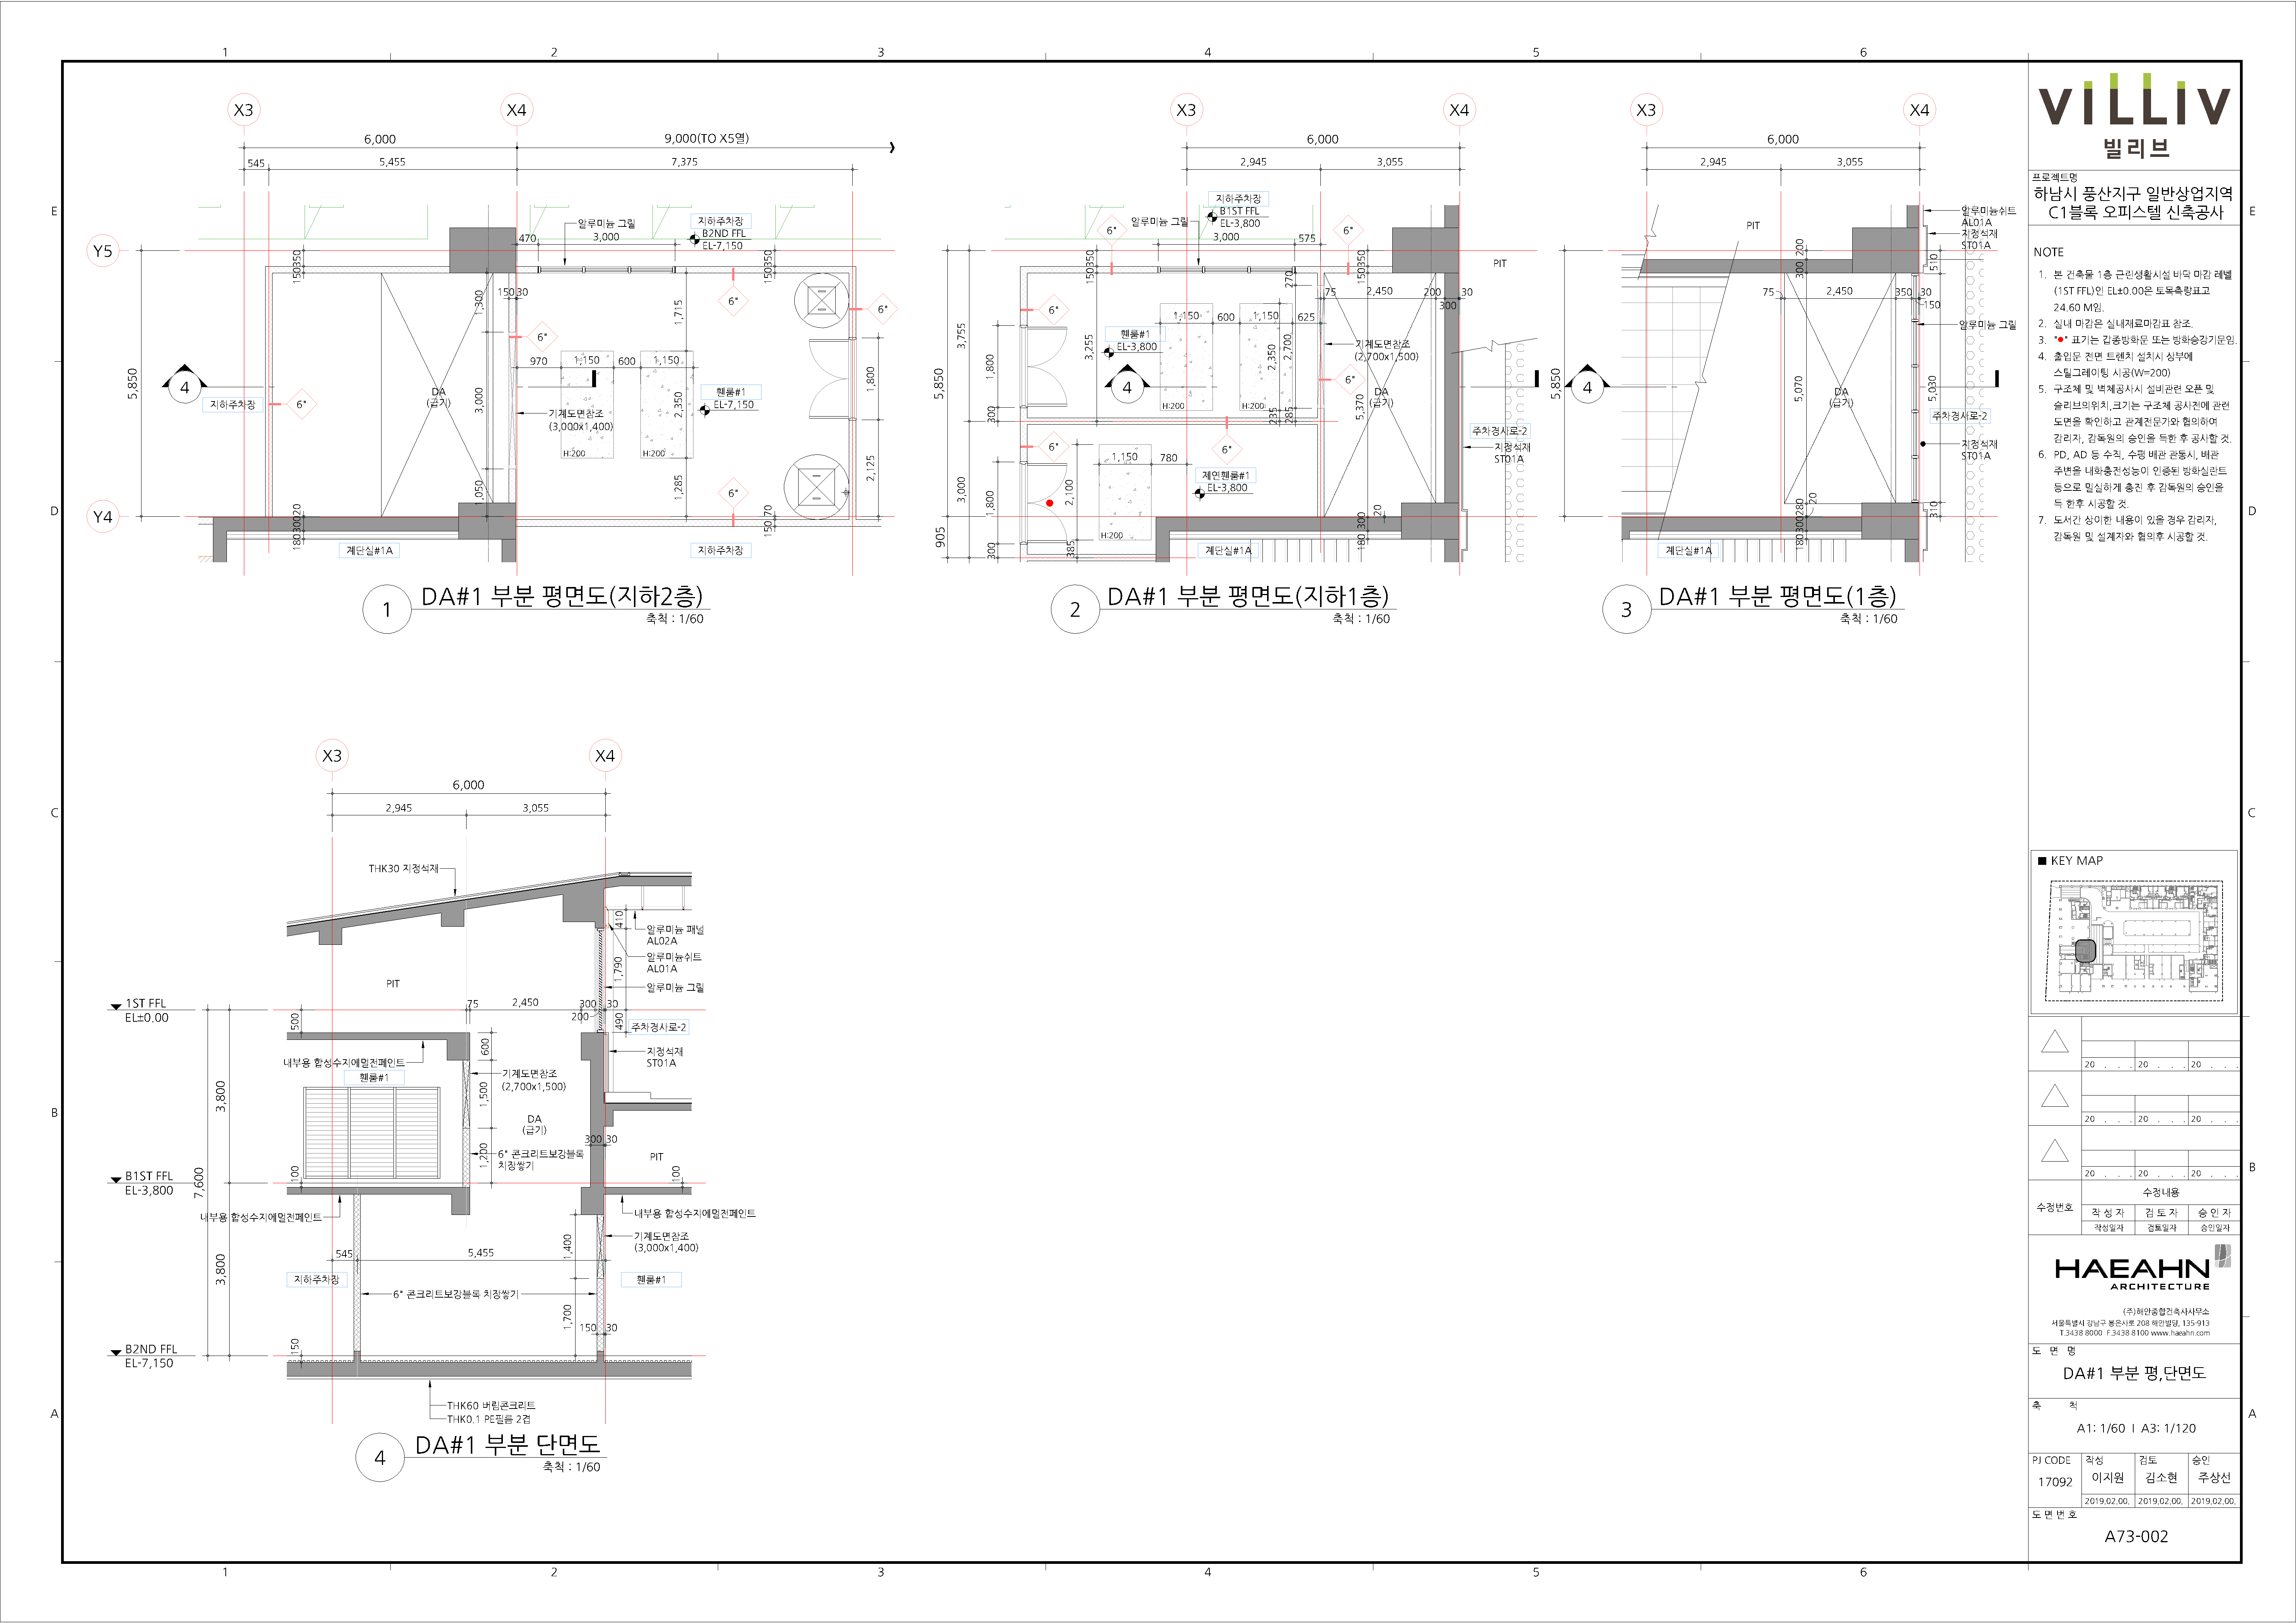 1
2
3
4
5
6
E
D
C
B
A
X3
X4
6,000
9,000(TO X5열)
545
5,455
7,375
Y5
Y4
5,850
알루미늄 그릴
지하주차장
B2ND FFL
EL-7,150
470
3,000
150
350
150
350
1,300
150
30
1,715
6"
6"
6"
6"
6"
970
1,150
600
1,150
4
지하주차장
DA
(급기)
3,000
휀룸#1
EL-7,150
2,350
1,800
기계도면참조
(3,000x1,400)
H:200
H:200
1,050
1,285
2,125
180
300
20
150
70
계단실#1A
지하주차장
1
DA#1 부분 평면도(지하2층)
축척 : 1/60
X3
X4
6,000
2,945
3,055
지하주차장
B1ST FFL
EL-3,800
알루미늄 그릴
3,000
575
6"
6"
6"
6"
6"
6"
PIT
150
350
150
350
270
75
2,450
200
30
300
1,150
600
1,150
625
휀룸#1
EL-3,800
3,755
3,255
1,800
5,850
2,350
2,700
기계도면참조
(2,700x1,500)
4
DA
(급기)
5,370
H:200
H:200
235
285
300
주차경사로-2
지정석재
ST01A
1,150
780
제연휀룸#1
EL-3,800
3,000
1,800
2,100
H:200
905
300
385
180
300
20
계단실#1A
2
DA#1 부분 평면도(지하1층)
축척 : 1/60
X3
X4
6,000
2,945
3,055
PIT
알루미늄쉬트
AL01A
지정석재
ST01A
300
200
510
75
2,450
350
30
150
알루미늄 그릴
5,850
4
5,070
DA
(급기)
5,030
주차경사로-2
지정석재
ST01A
180
300
280
20
310
계단실#1A
3
DA#1 부분 평면도(1층)
축척 : 1/60
X3
X4
6,000
2,945
3,055
THK30 지정석재
410
알루미늄 패널
AL02A
알루미늄쉬트
AL01A
1,790
알루미늄 그릴
PIT
1ST FFL
EL±0.00
75
2,450
300
30
200
500
490
주차경사로-2
600
내부용 합성수지에멀전페인트
휀룸#1
지정석재
ST01A
기계도면참조
(2,700x1,500)
1,500
3,800
DA
(급기)
300
30
1,200
6" 콘크리트보강블록
치장쌓기
PIT
B1ST FFL
EL-3,800
7,600
100
100
내부용 합성수지에멀전페인트
내부용 합성수지에멀전페인트
기계도면참조
(3,000x1,400)
1,400
545
5,455
3,800
지하주차장
휀룸#1
6" 콘크리트보강블록 치장쌓기
1,700
150
30
B2ND FFL
EL-7,150
150
THK60 버림콘크리트
THK0.1 PE필름 2겹
4
DA#1 부분 단면도
축척 : 1/60
VILLIV
빌리브
프로젝트명
하남시 풍산지구 일반상업지역
C1블록 오피스텔 신축공사
NOTE
1. 본 건축물 1층 근린생활시설 바닥 마감 레벨
(1ST FFL)인 EL±0.00은 토목측량표고
24.60 M임.
2. 실내 마감은 실내재료마감표 참조.
3. "●" 표기는 갑종방화문 또는 방화승강기문임.
4. 출입문 전면 트렌치 설치시 상부에
스틸그레이팅 시공(W=200)
5. 구조체 및 벽체공사시 설비관련 오픈 및
슬리브의위치,크기는 구조체 공사전에 관련
도면을 확인하고 관계전문가와 협의하여
감리자, 감독원의 승인을 득한 후 공사할 것.
6. PD, AD 등 수직, 수평 배관 관통시, 배관
주변을 내화충전성능이 인증된 방화실란트
등으로 밀실하게 충진 후 감독원의 승인을
득 한후 시공할 것.
7. 도서간 상이한 내용이 있을 경우 감리자,
감독원 및 설계자와 협의후 시공할 것.
■ KEY MAP
20 . . . 20 . . . 20 . . .
20 . . . 20 . . . 20 . . .
20 . . . 20 . . . 20 . . .
수정번호
수정내용
작 성 자 검 토 자 승 인 자
작성일자 검토일자 승인일자
HAEAHN
ARCHITECTURE
(주)해안종합건축사사무소
서울특별시 강남구 봉은사로 208 해안빌딩, 135-913
T.3438 8000 F.3438 8100 www.haeahn.com
도 면 명
DA#1 부분 평,단면도
축 척
A1: 1/60 I A3: 1/120
PJ CODE 작성 검토 승인
17092 이지원 김소현 주상선
2019.02.00. 2019.02.00. 2019.02.00.
도 면 번 호
A73-002
E
D
C
B
A
1
2
3
4
5
6